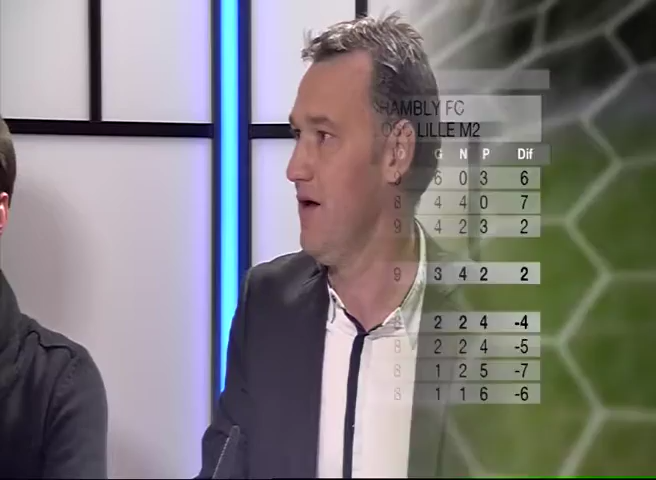 HAMBLY FC
LILLE M2
G N P Dif
6 0 3 6
8 4 4 0 7
9 4 2 3 2
9 3 4 2 2
2 2 4 -4
8 2 2 4 -5
8 1 2 5 -7
8 1 1 6 -6